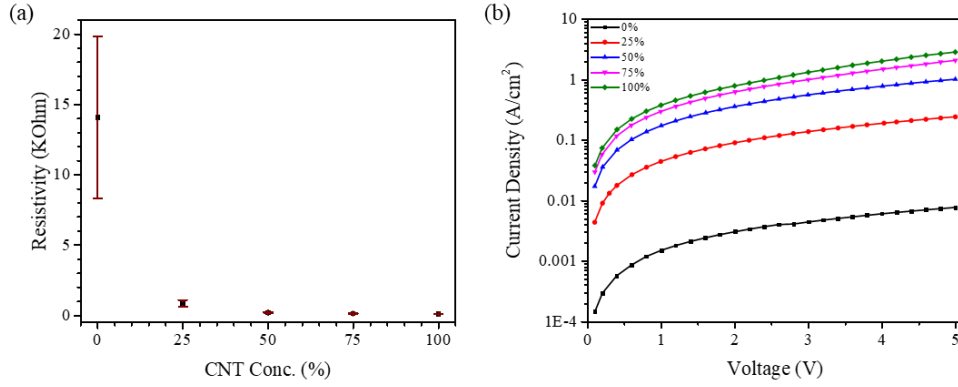 (a)
20
15
10
5
0
Resistivity (KOhm)
0 25 50 75 100
CNT Conc. (%)
(b)
10
1
0.1
0.01
0.001
1E-4
Current Density (A/cm²)
0%
25%
50%
75%
100%
0 1 2 3 4 5
Voltage (V)